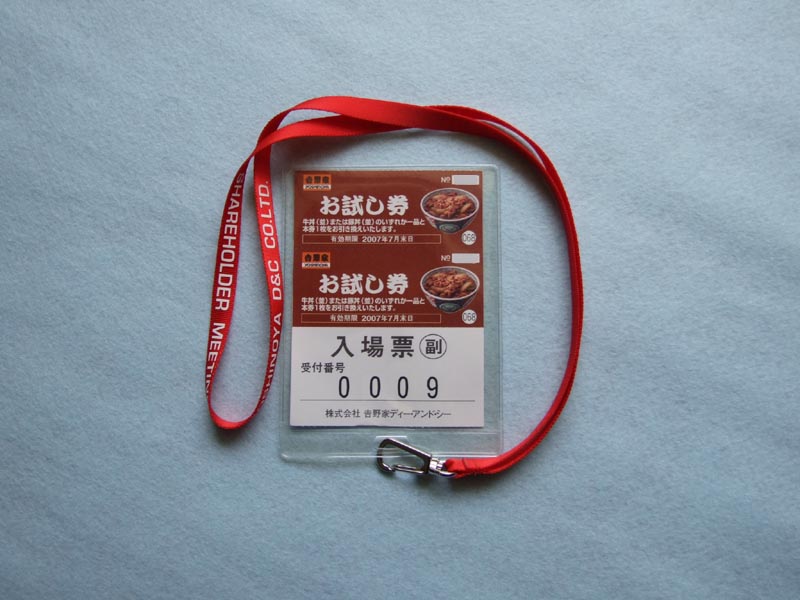 吉野家
No
お試し券
牛丼(並)または豚丼(並)のいずれか一品と
本券1枚をお引き換えいたします。
有効期限 2007年7月末日
068
吉野家
No
お試し券
牛丼(並)または豚丼(並)のいずれか一品と
本券1枚をお引き換えいたします。
有効期限 2007年7月末日
068
入場票 副
受付番号
0009
株式会社 吉野家ディー・アンド・シー
SHAREHOLDER MEETIN
SHINOYA D&C CO.LTD.